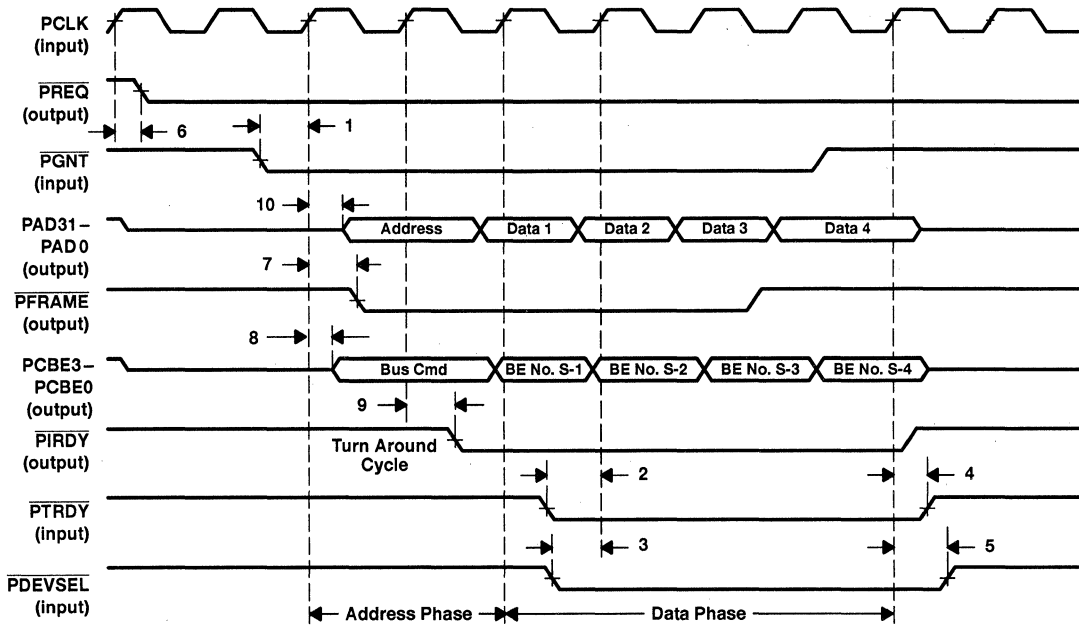 PCLK
(input)
PREQ
(output)
6
1
PGNT
(input)
10
PAD31–
PAD0
(output)
Address
Data 1
Data 2
Data 3
Data 4
7
PFRAME
(output)
8
PCBE3–
PCBE0
(output)
Bus Cmd
BE No. S-1
BE No. S-2
BE No. S-3
BE No. S-4
9
PIRDY
(output)
Turn Around
Cycle
2
4
PTRDY
(input)
3
5
PDEVSEL
(input)
Address Phase
Data Phase